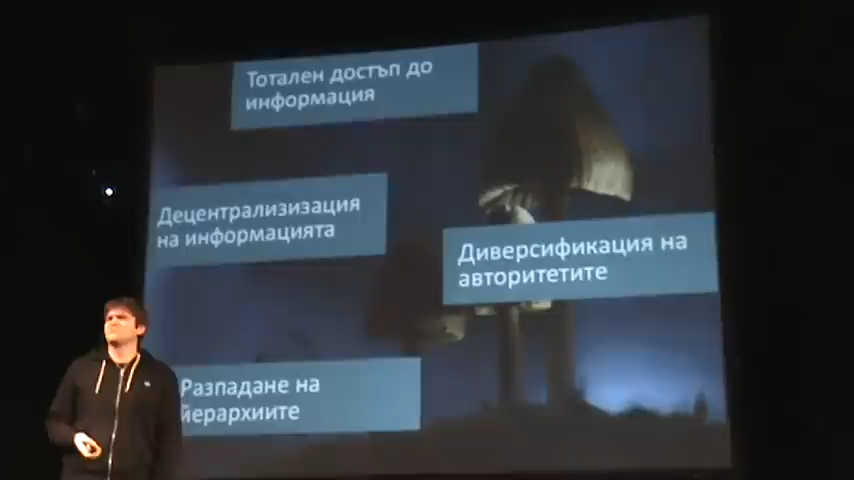 Тотален достъп до
информация
Децентрализизация
на информацията
Диверсификация на
авторитетите
Разпадане на
йерархиите